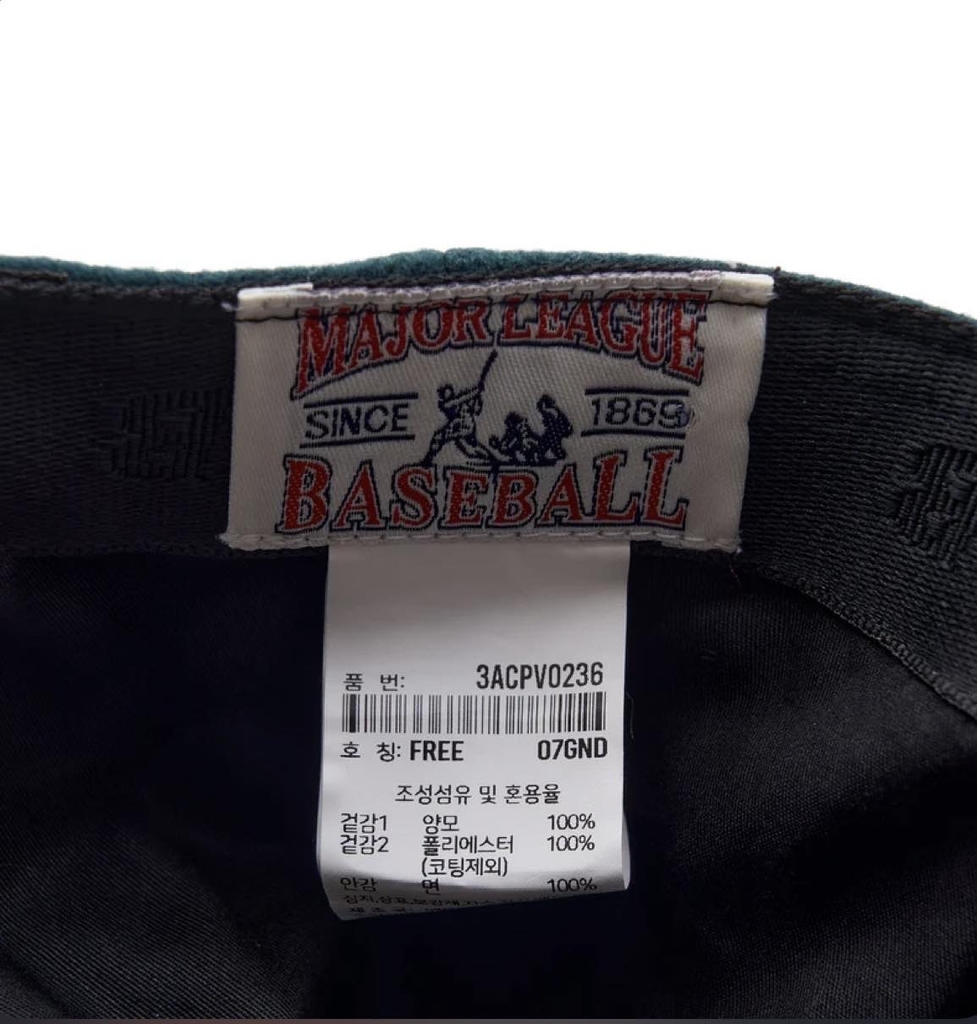 MAJOR LEAGUE
SINCE 1869
BASEBALL
품 번: 3ACPV0236
호 칭: FREE 07GND
조성섬유 및 혼용율
겉감1 양모 100%
겉감2 폴리에스터 100%
(코팅제외)
안감 면 100%